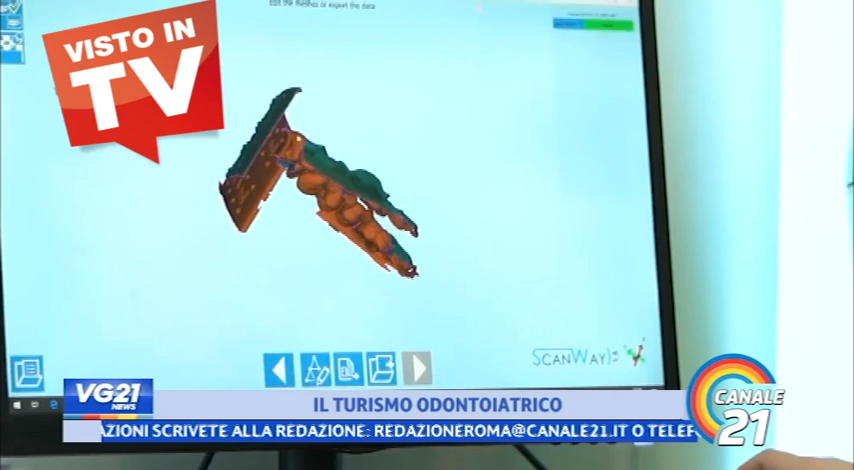 Edit the meshes or export the data
VISTO IN
TV
SCANWAY
VG21
NEWS
IL TURISMO ODONTOIATRICO
AZIONI SCRIVETE ALLA REDAZIONE: REDAZIONEROMA@CANALE21.IT O TELEF
CANALE
21